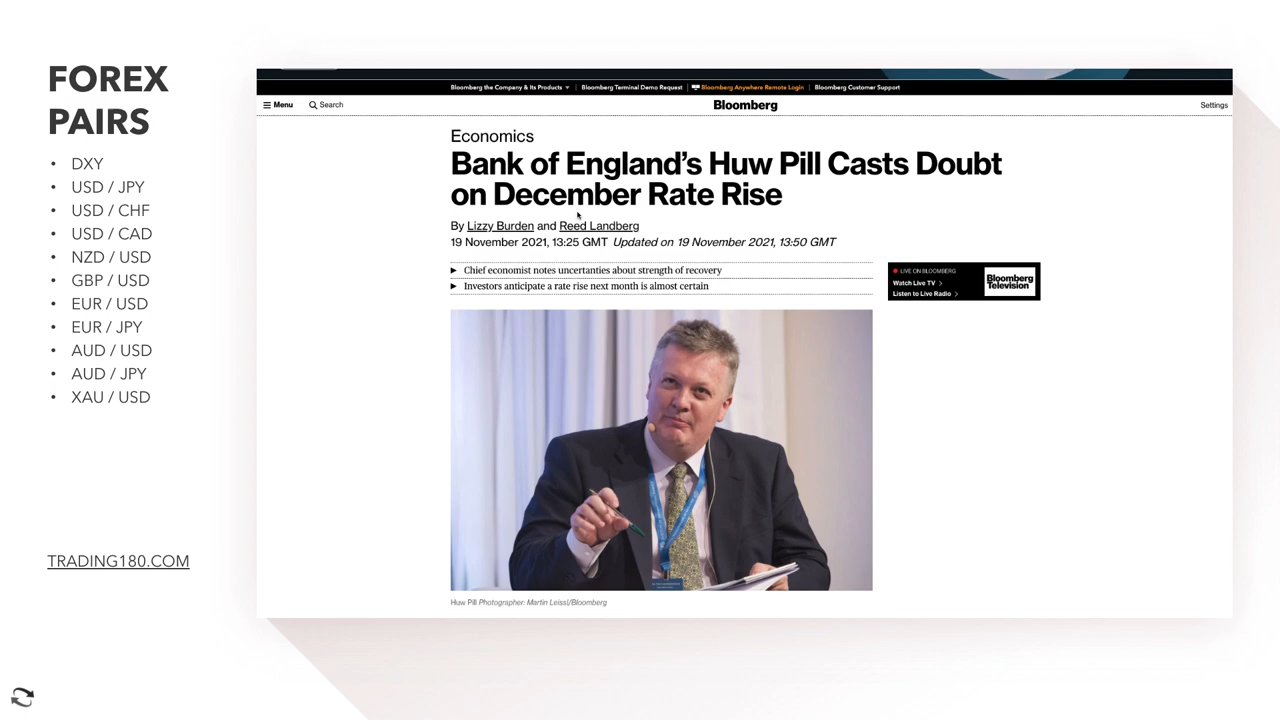 FOREX
PAIRS
• DXY
• USD / JPY
• USD / CHF
• USD / CAD
• NZD / USD
• GBP / USD
• EUR / USD
• EUR / JPY
• AUD / USD
• AUD / JPY
• XAU / USD
TRADING180.COM
Bloomberg the Company & Its Products ▾ | Bloomberg Terminal Demo Request | Bloomberg Anywhere Remote Login | Bloomberg Customer Support
Menu Search Bloomberg Settings
Economics
Bank of England’s Huw Pill Casts Doubt
on December Rate Rise
By Lizzy Burden and Reed Landberg
19 November 2021, 13:25 GMT Updated on 19 November 2021, 13:50 GMT
Chief economist notes uncertanties about strength of recovery
Investors anticipate a rate rise next month is almost certain
LIVE ON BLOOMBERG
Watch Live TV
Listen to Live Radio
Bloomberg
Television
Huw Pill Photographer: Martin Leissl/Bloomberg